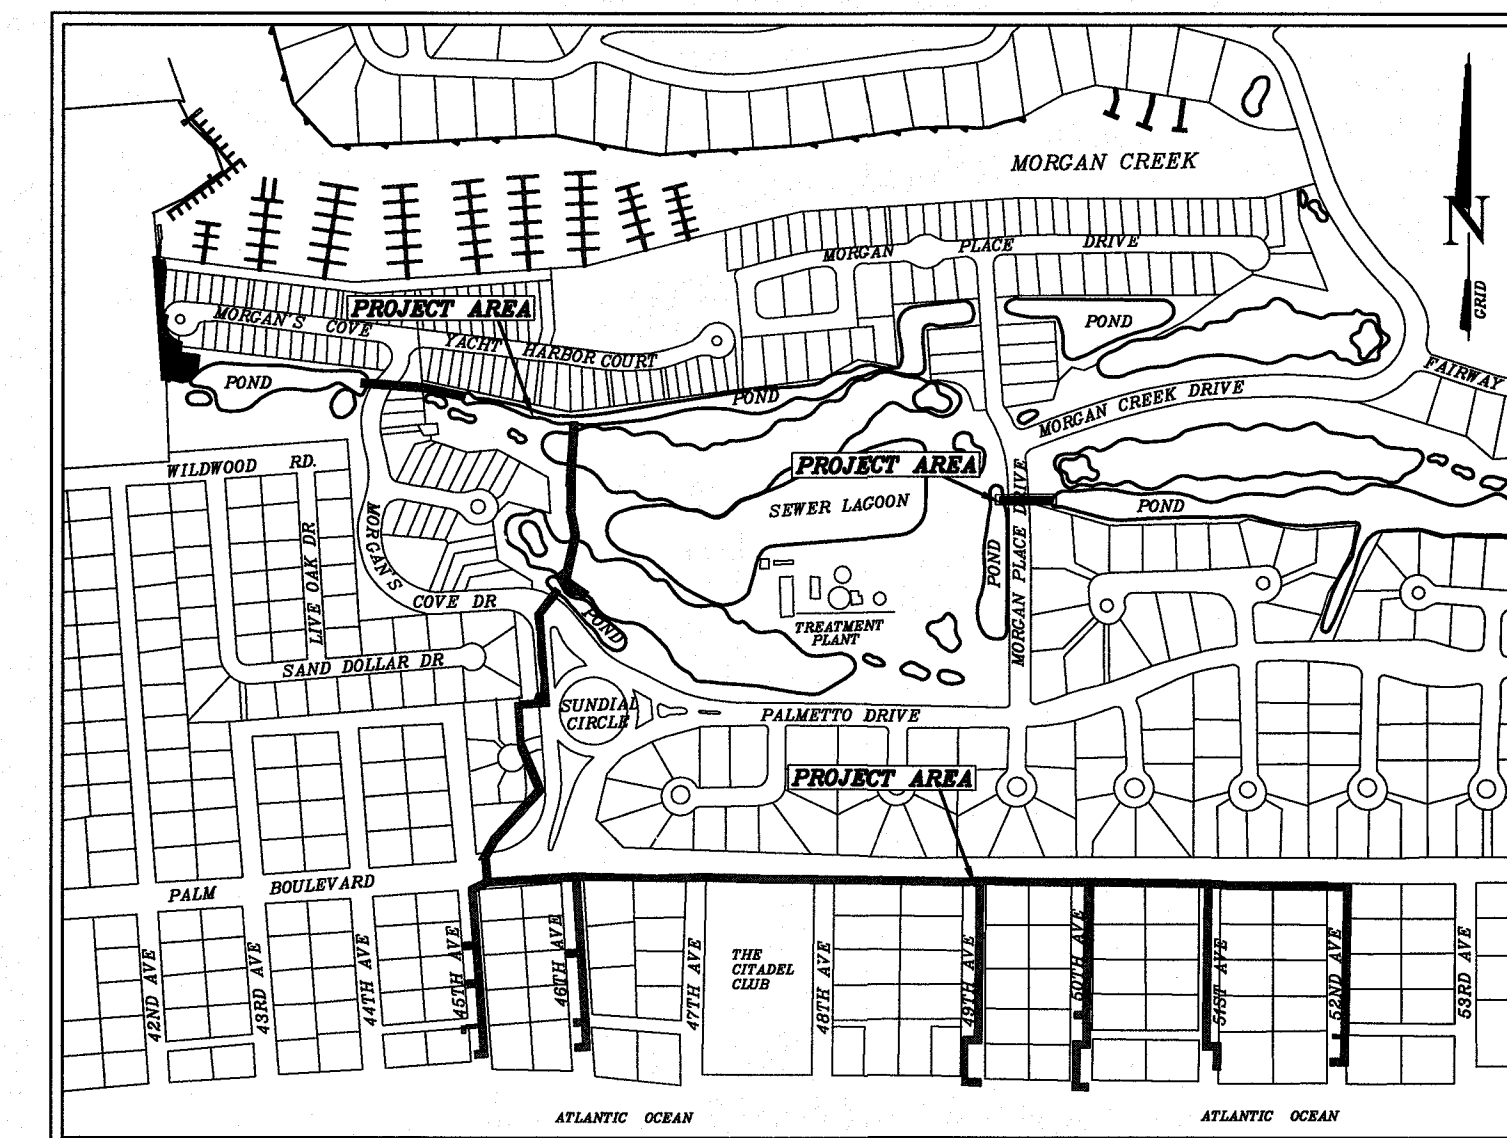 MORGAN CREEK
N
GRID
MORGAN PLACE DRIVE
PROJECT AREA
MORGAN'S COVE
YACHT HARBOR COURT
POND
POND
POND
FAIRWAY
MORGAN CREEK DRIVE
WILDWOOD RD.
PROJECT AREA
SEWER LAGOON
POND
POND
MORGAN PLACE DRIVE
LIVE OAK DR
MORGAN'S
COVE DR
POND
TREATMENT
PLANT
SAND DOLLAR DR
SUNDIAL
CIRCLE
PALMETTO DRIVE
PROJECT AREA
PALM BOULEVARD
42ND AVE
43RD AVE
44TH AVE
45TH AVE
46TH AVE
47TH AVE
THE
CITADEL
CLUB
48TH AVE
49TH AVE
50TH AVE
51ST AVE
52ND AVE
53RD AVE
ATLANTIC OCEAN
ATLANTIC OCEAN